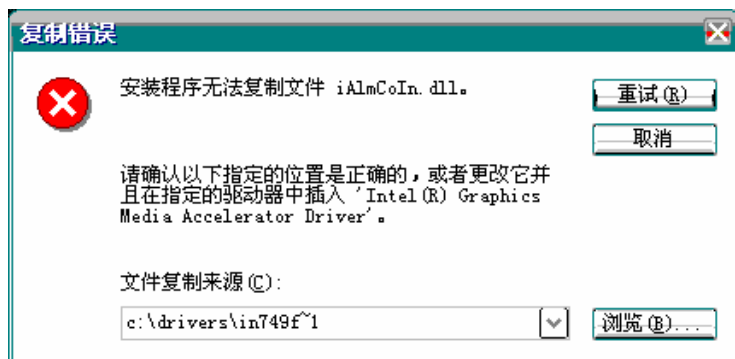 复制错误
安装程序无法复制文件 iAlmCoIn.dll。
重试(R)
取消
请确认以下指定的位置是正确的，或者更改它并
且在指定的驱动器中插入 'Intel(R) Graphics
Media Accelerator Driver'。
文件复制来源(C):
c:\drivers\in749f~1
浏览(B)...